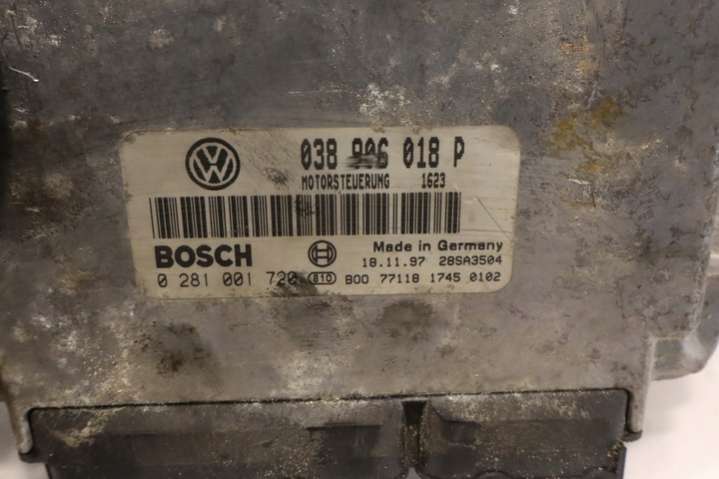 VW
038 906 018 P
MOTORSTEUERUNG 1623
BOSCH
Made in Germany
18.11.97 28SA3504
0 281 001 720 B00 77118 1745 0102